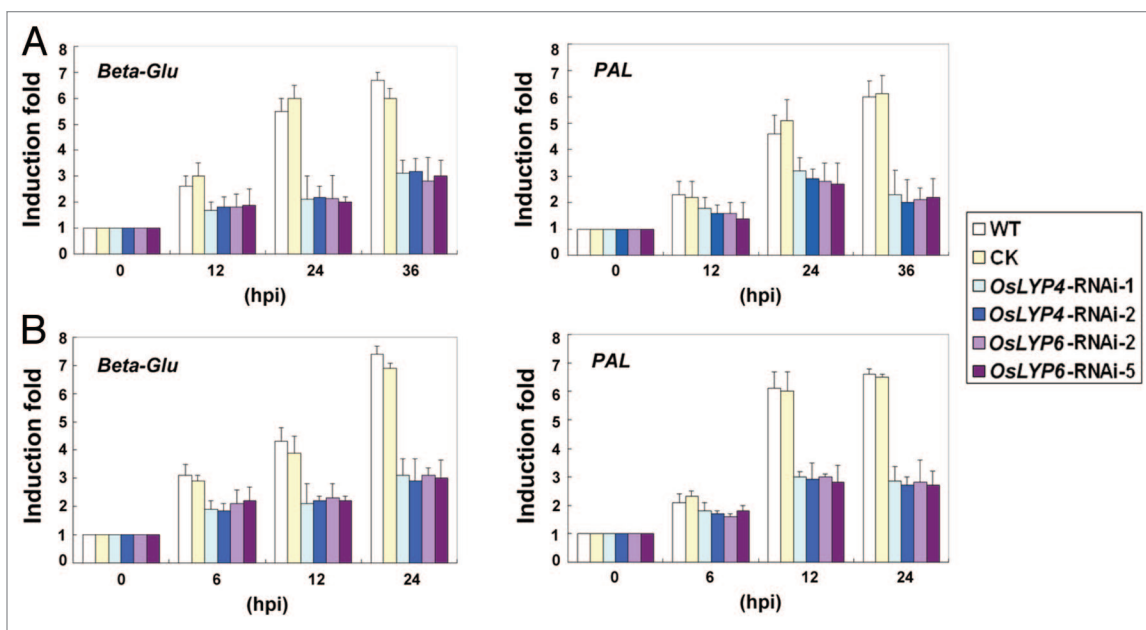 A
Beta-Glu
Induction fold
8
7
6
5
4
3
2
1
0
0 12 24 36
(hpi)
PAL
Induction fold
8
7
6
5
4
3
2
1
0
0 12 24 36
(hpi)
B
Beta-Glu
Induction fold
8
7
6
5
4
3
2
1
0
0 6 12 24
(hpi)
PAL
Induction fold
8
7
6
5
4
3
2
1
0
0 6 12 24
(hpi)
WT
CK
OsLYP4-RNAi-1
OsLYP4-RNAi-2
OsLYP6-RNAi-2
OsLYP6-RNAi-5